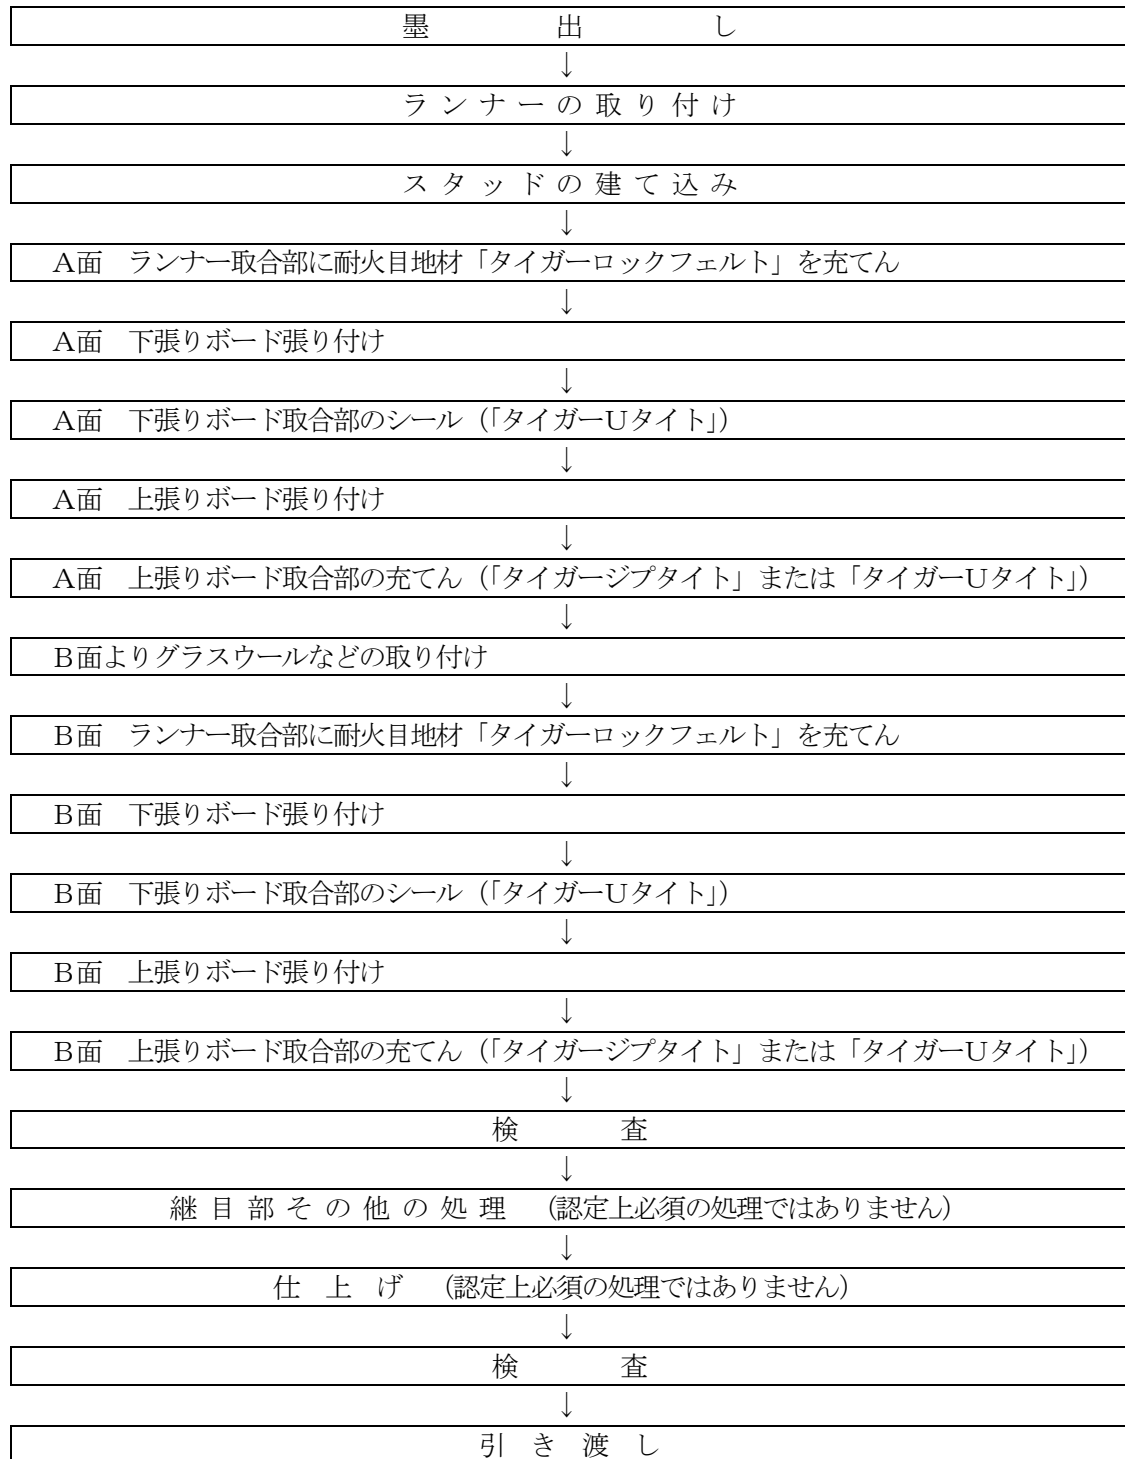 墨出し
↓
ランナーの取り付け
↓
スタッドの建て込み
↓
A面　ランナー取合部に耐火目地材「タイガーロックフェルト」を充てん
↓
A面　下張りボード張り付け
↓
A面　下張りボード取合部のシール（「タイガーUタイト」）
↓
A面　上張りボード張り付け
↓
A面　上張りボード取合部の充てん（「タイガージプタイト」または「タイガーUタイト」）
↓
B面よりグラスウールなどの取り付け
↓
B面　ランナー取合部に耐火目地材「タイガーロックフェルト」を充てん
↓
B面　下張りボード張り付け
↓
B面　下張りボード取合部のシール（「タイガーUタイト」）
↓
B面　上張りボード張り付け
↓
B面　上張りボード取合部の充てん（「タイガージプタイト」または「タイガーUタイト」）
↓
検査
↓
継目部その他の処理　（認定上必須の処理ではありません）
↓
仕上げ　（認定上必須の処理ではありません）
↓
検査
↓
引き渡し